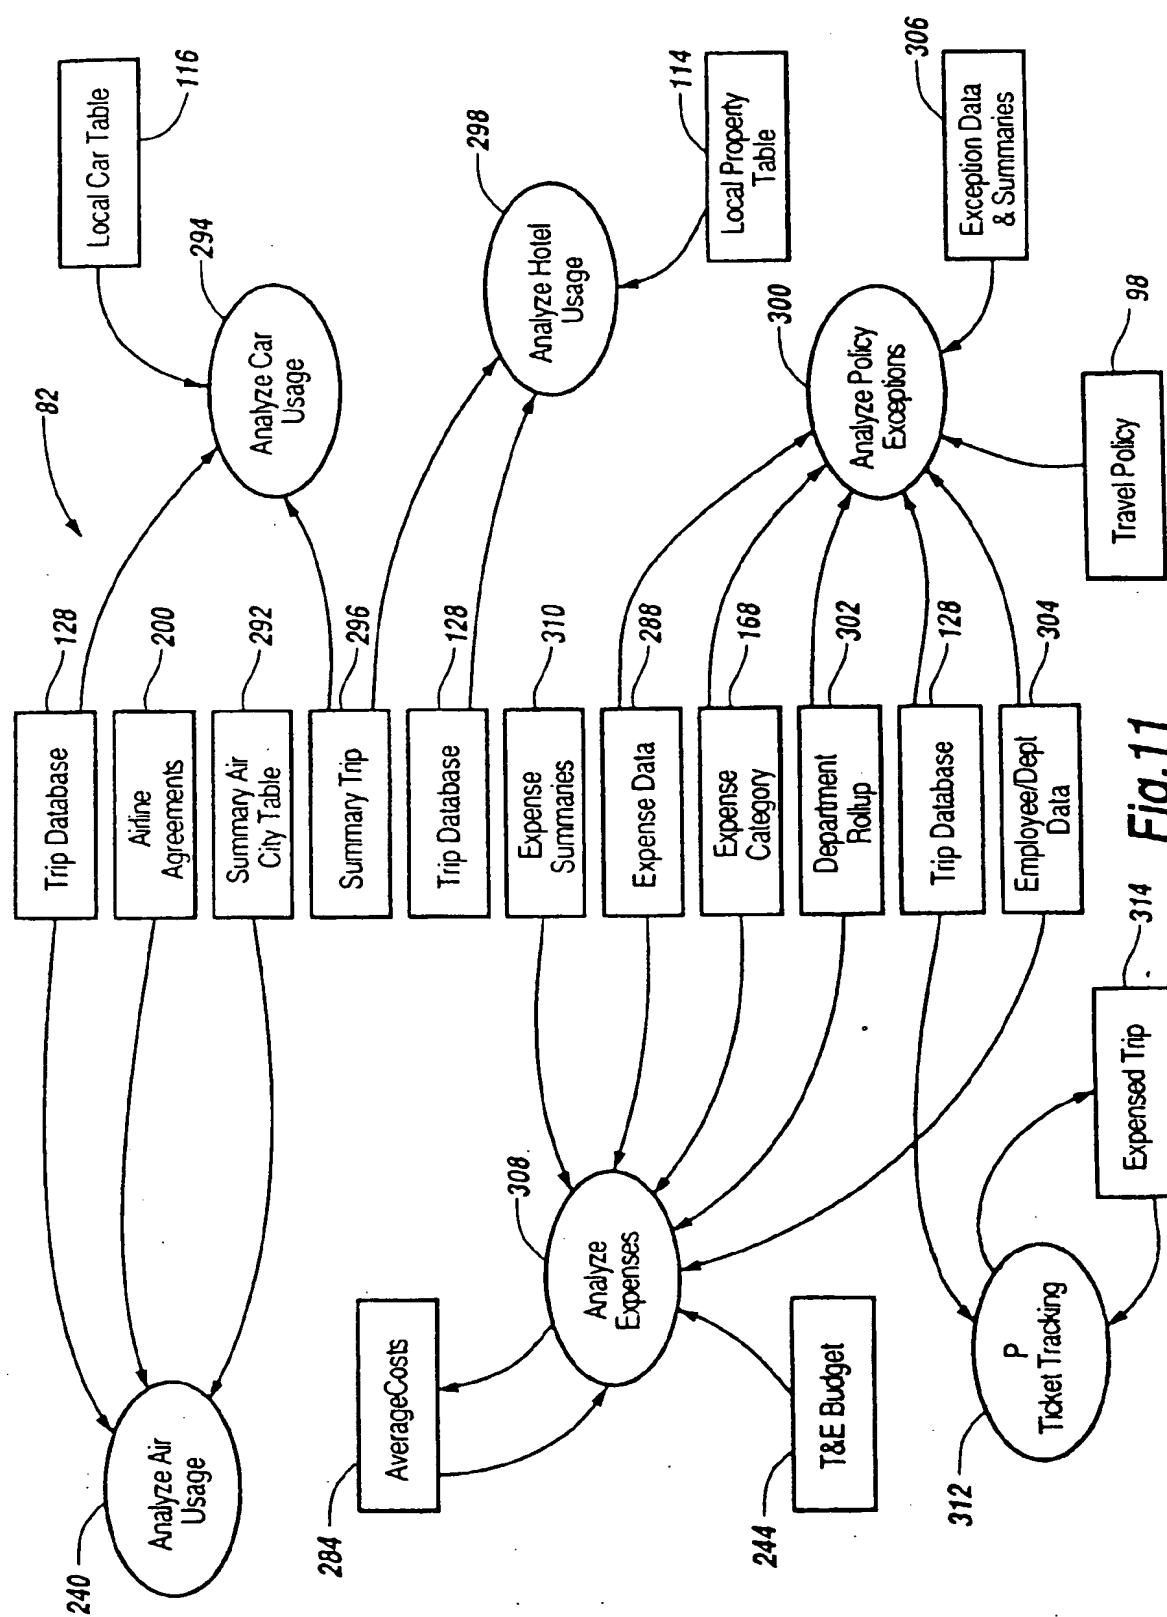 82
Local Car Table
116
294
Analyze Car
Usage
298
Analyze Hotel
Usage
114
Local Property
Table
300
Analyze Policy
Exceptions
306
Exception Data
& Summaries
98
Travel Policy
Trip Database
128
Airline
Agreements
200
Summary Air
City Table
292
Summary Trip
296
Trip Database
128
Expense
Summaries
310
Expense Data
288
Expense
Category
168
Department
Rollup
302
Trip Database
128
Employee/Dept
Data
304
240
Analyze Air
Usage
284
AverageCosts
308
Analyze
Expenses
244
T&E Budget
312
P
Ticket Tracking
314
Expensed Trip
Fig.11